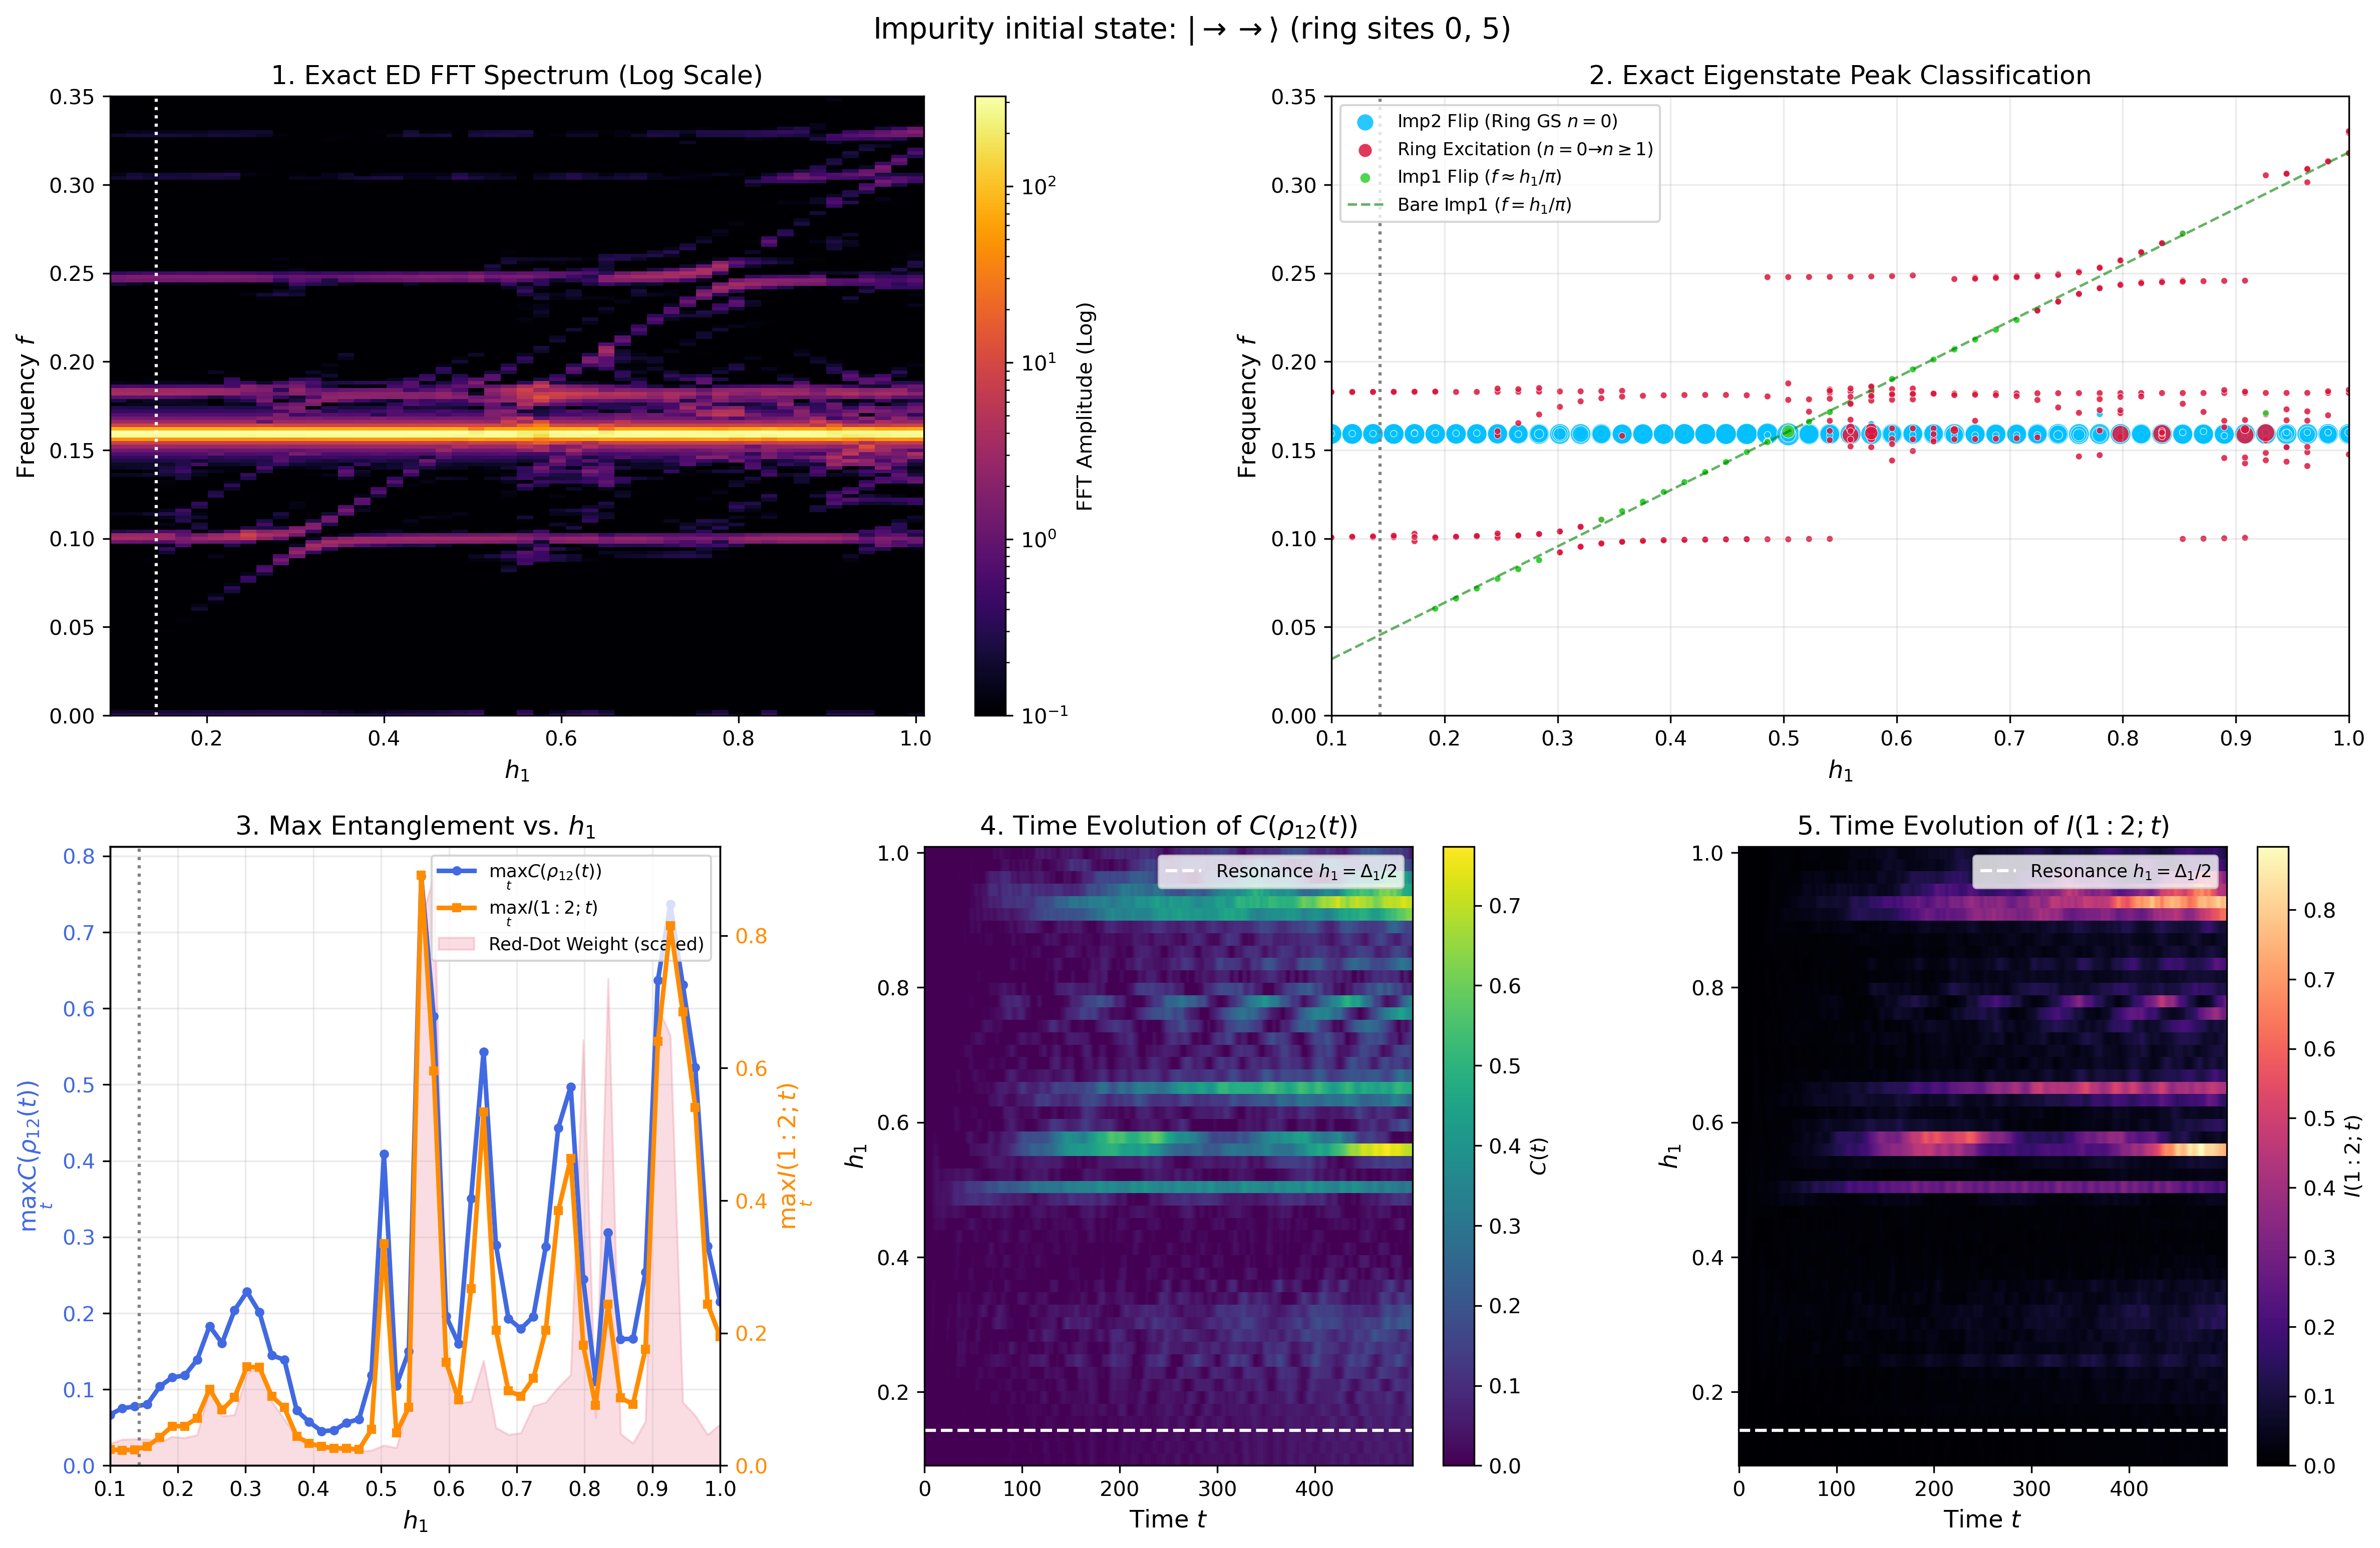 Impurity initial state: |→→⟩ (ring sites 0, 5)
1. Exact ED FFT Spectrum (Log Scale)
0.35
0.30
0.25
0.20
0.15
0.10
0.05
0.00
Frequency f
0.2 0.4 0.6 0.8 1.0
h₁
10²
10¹
10⁰
10⁻¹
FFT Amplitude (Log)
2. Exact Eigenstate Peak Classification
Imp2 Flip (Ring GS n = 0)
Ring Excitation (n = 0→n ≥ 1)
Imp1 Flip (f ≈ h₁/π)
Bare Imp1 (f = h₁/π)
0.35
0.30
0.25
0.20
0.15
0.10
0.05
0.00
Frequency f
0.1 0.2 0.3 0.4 0.5 0.6 0.7 0.8 0.9 1.0
h₁
3. Max Entanglement vs. h₁
max C(ρ₁₂(t))
t
max I(1 : 2; t)
t
Red-Dot Weight (scaled)
0.8
0.7
0.6
0.5
0.4
0.3
0.2
0.1
0.0
max C(ρ₁₂(t))
t
0.1 0.2 0.3 0.4 0.5 0.6 0.7 0.8 0.9 1.0
h₁
0.8
0.6
0.4
0.2
0.0
max I(1 : 2; t)
t
4. Time Evolution of C(ρ₁₂(t))
Resonance h₁ = Δ₁/2
1.0
0.8
0.6
0.4
0.2
h₁
0 100 200 300 400
Time t
0.7
0.6
0.5
0.4
0.3
0.2
0.1
0.0
C(t)
5. Time Evolution of I(1 : 2; t)
Resonance h₁ = Δ₁/2
1.0
0.8
0.6
0.4
0.2
h₁
0 100 200 300 400
Time t
0.8
0.7
0.6
0.5
0.4
0.3
0.2
0.1
0.0
I(1 : 2; t)